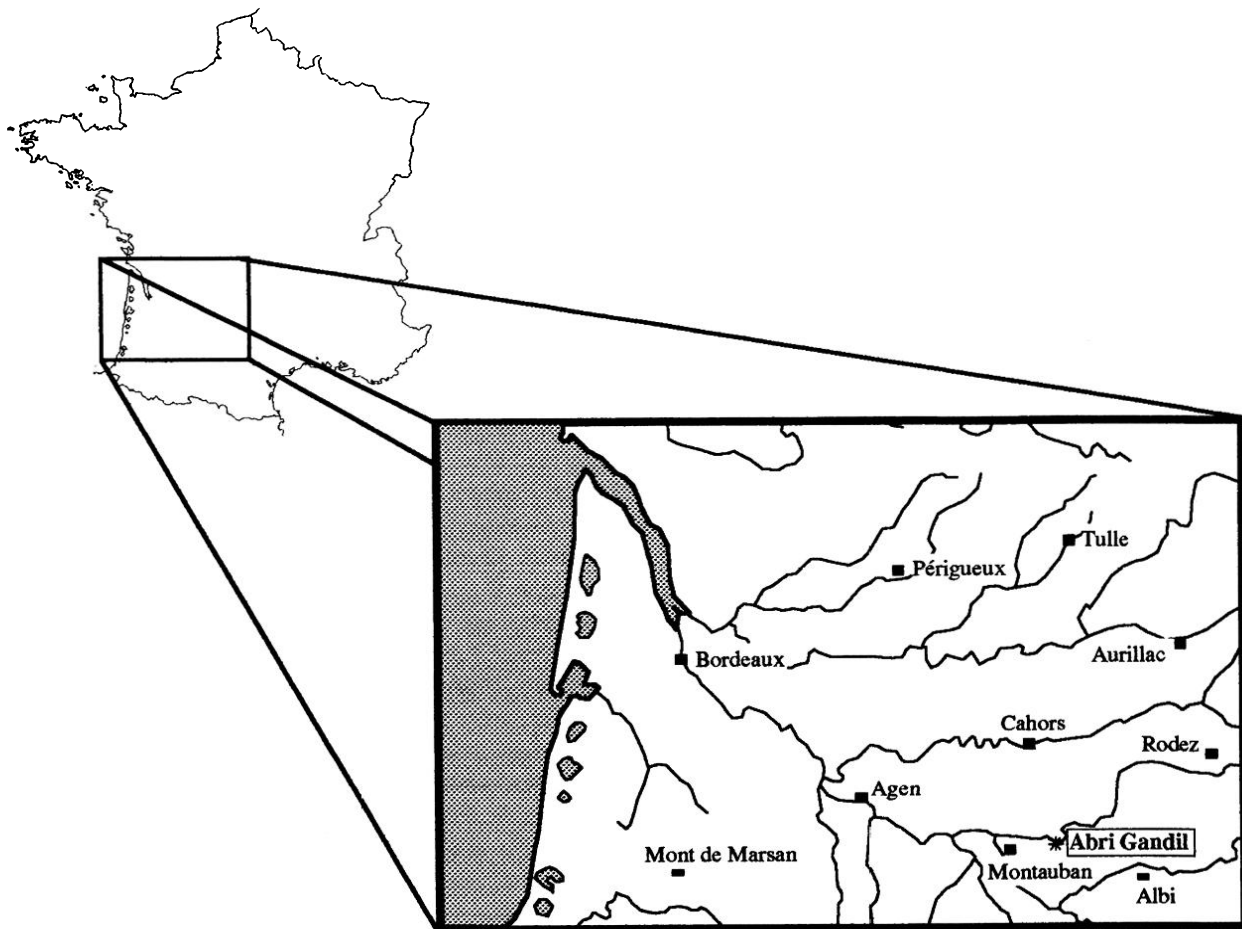 Tulle
Périgueux
Bordeaux
Aurillac
Cahors
Rodez
Agen
Abri Gandil
Mont de Marsan
Montauban
Albi